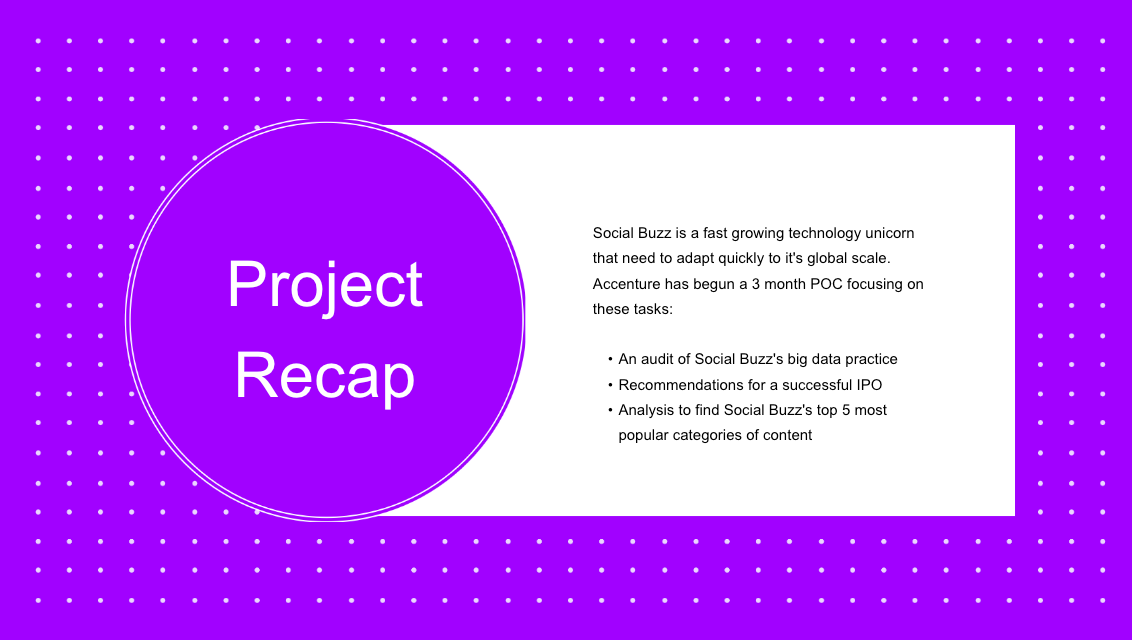 Project
Recap
Social Buzz is a fast growing technology unicorn
that need to adapt quickly to it's global scale.
Accenture has begun a 3 month POC focusing on
these tasks:
• An audit of Social Buzz's big data practice
• Recommendations for a successful IPO
• Analysis to find Social Buzz's top 5 most
popular categories of content